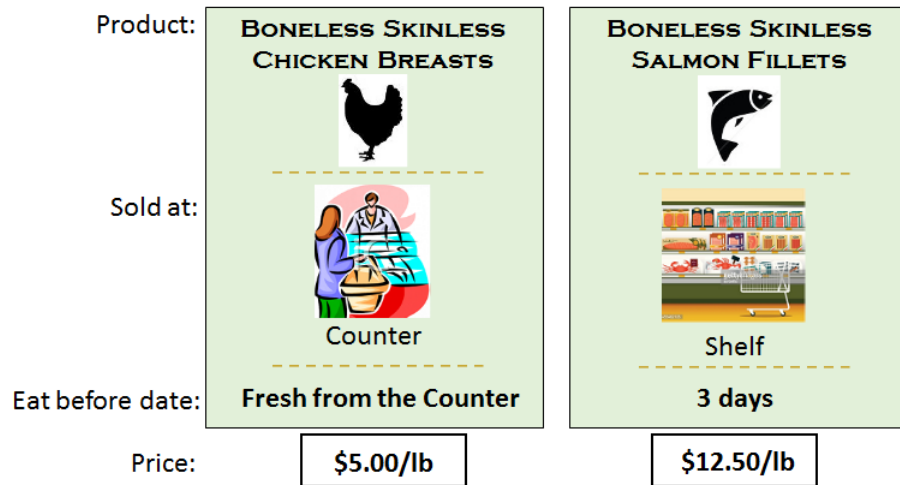 Product:
BONELESS SKINLESS
CHICKEN BREASTS
BONELESS SKINLESS
SALMON FILLETS
Sold at:
Counter
Shelf
Eat before date:
Fresh from the Counter
3 days
Price:
$5.00/lb
$12.50/lb